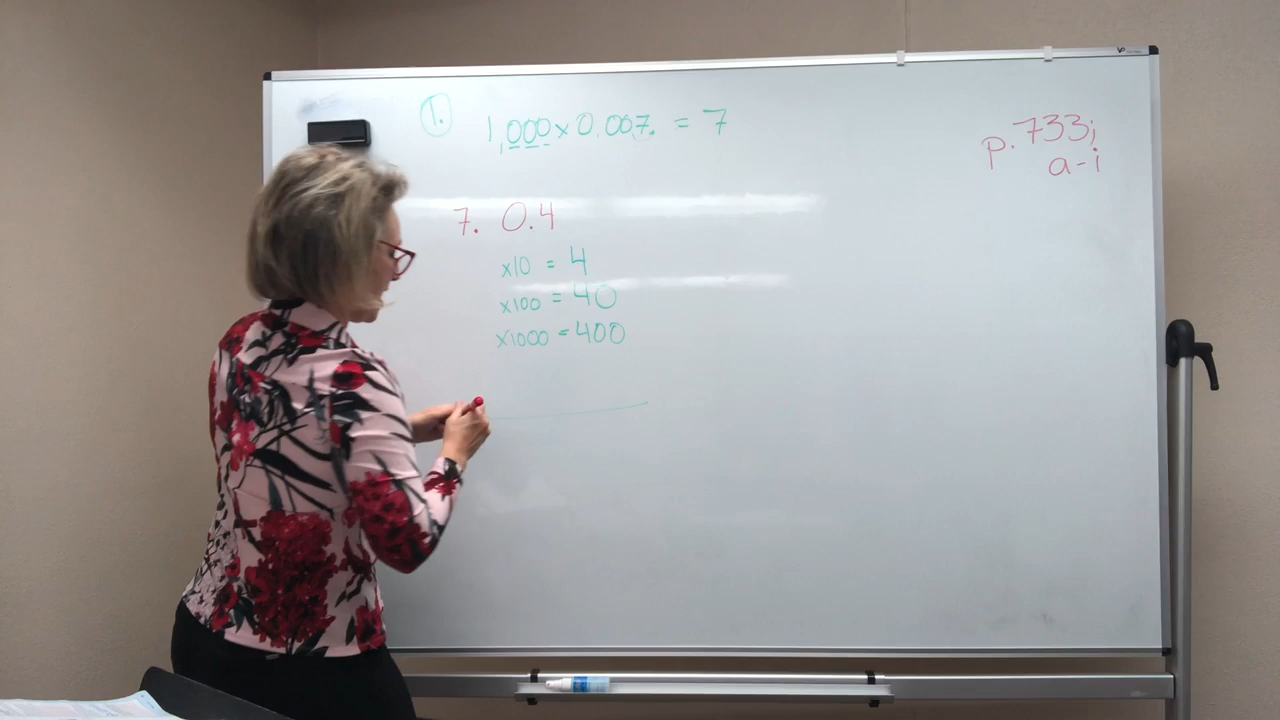 1. 1,000 x 0.007. = 7
p. 733;
a-i
7. 0.4
x10 = 4
x100 = 40
x1000 = 400